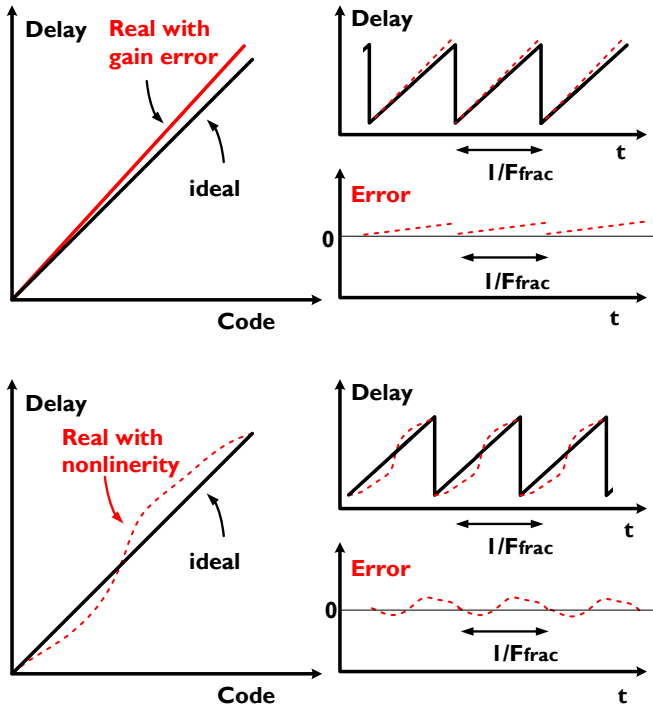 Delay
Real with
gain error
ideal
Code
Delay
t
1/Ffrac
Error
0
1/Ffrac
t
Delay
Real with
nonlinerity
ideal
Code
Delay
t
1/Ffrac
Error
0
1/Ffrac
t